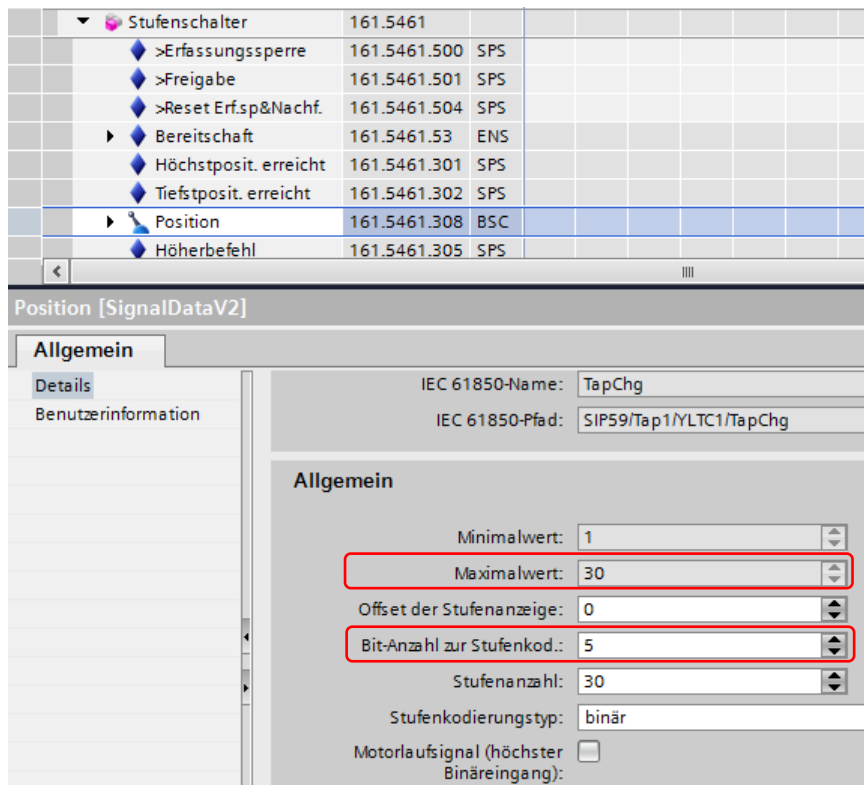 Stufenschalter 161.5461
>Erfassungssperre 161.5461.500 SPS
>Freigabe 161.5461.501 SPS
>Reset Erf.sp&Nachf. 161.5461.504 SPS
Bereitschaft 161.5461.53 ENS
Höchstposit. erreicht 161.5461.301 SPS
Tiefstposit. erreicht 161.5461.302 SPS
Position 161.5461.308 BSC
Höherbefehl 161.5461.305 SPS
Position [SignalDataV2]
Allgemein
Details
Benutzerinformation
IEC 61850-Name: TapChg
IEC 61850-Pfad: SIP59/Tap1/YLTC1/TapChg
Allgemein
Minimalwert: 1
Maximalwert: 30
Offset der Stufenanzeige: 0
Bit-Anzahl zur Stufenkod.: 5
Stufenanzahl: 30
Stufenkodierungstyp: binär
Motorlaufsignal (höchster
Binäreingang):